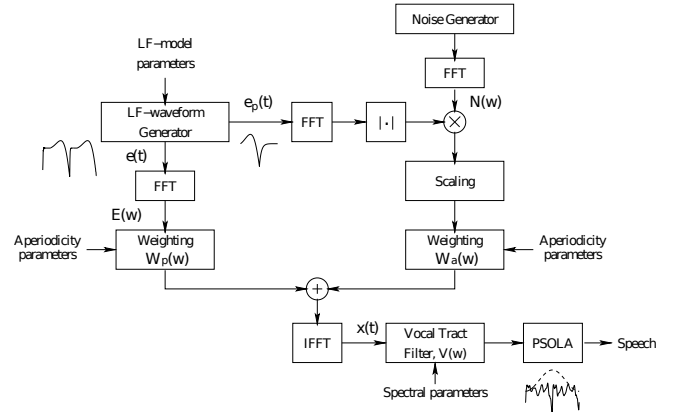 Noise Generator
LF-model
parameters
FFT
N(w)
LF-waveform
Generator
e_p(t)
FFT
|·|
×
e(t)
FFT
Scaling
E(w)
Aperiodicity
parameters
Weighting
W_p(w)
Weighting
W_a(w)
Aperiodicity
parameters
+
IFFT
x(t)
Vocal Tract
Filter, V(w)
PSOLA
Speech
Spectral parameters